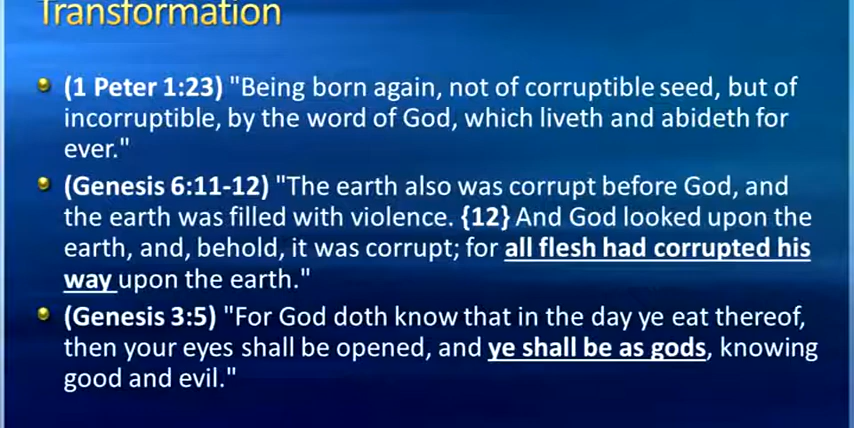 Transformation
(1 Peter 1:23) "Being born again, not of corruptible seed, but of
incorruptible, by the word of God, which liveth and abideth for
ever."
(Genesis 6:11-12) "The earth also was corrupt before God, and
the earth was filled with violence. {12} And God looked upon the
earth, and, behold, it was corrupt; for all flesh had corrupted his
way upon the earth."
(Genesis 3:5) "For God doth know that in the day ye eat thereof,
then your eyes shall be opened, and ye shall be as gods, knowing
good and evil."